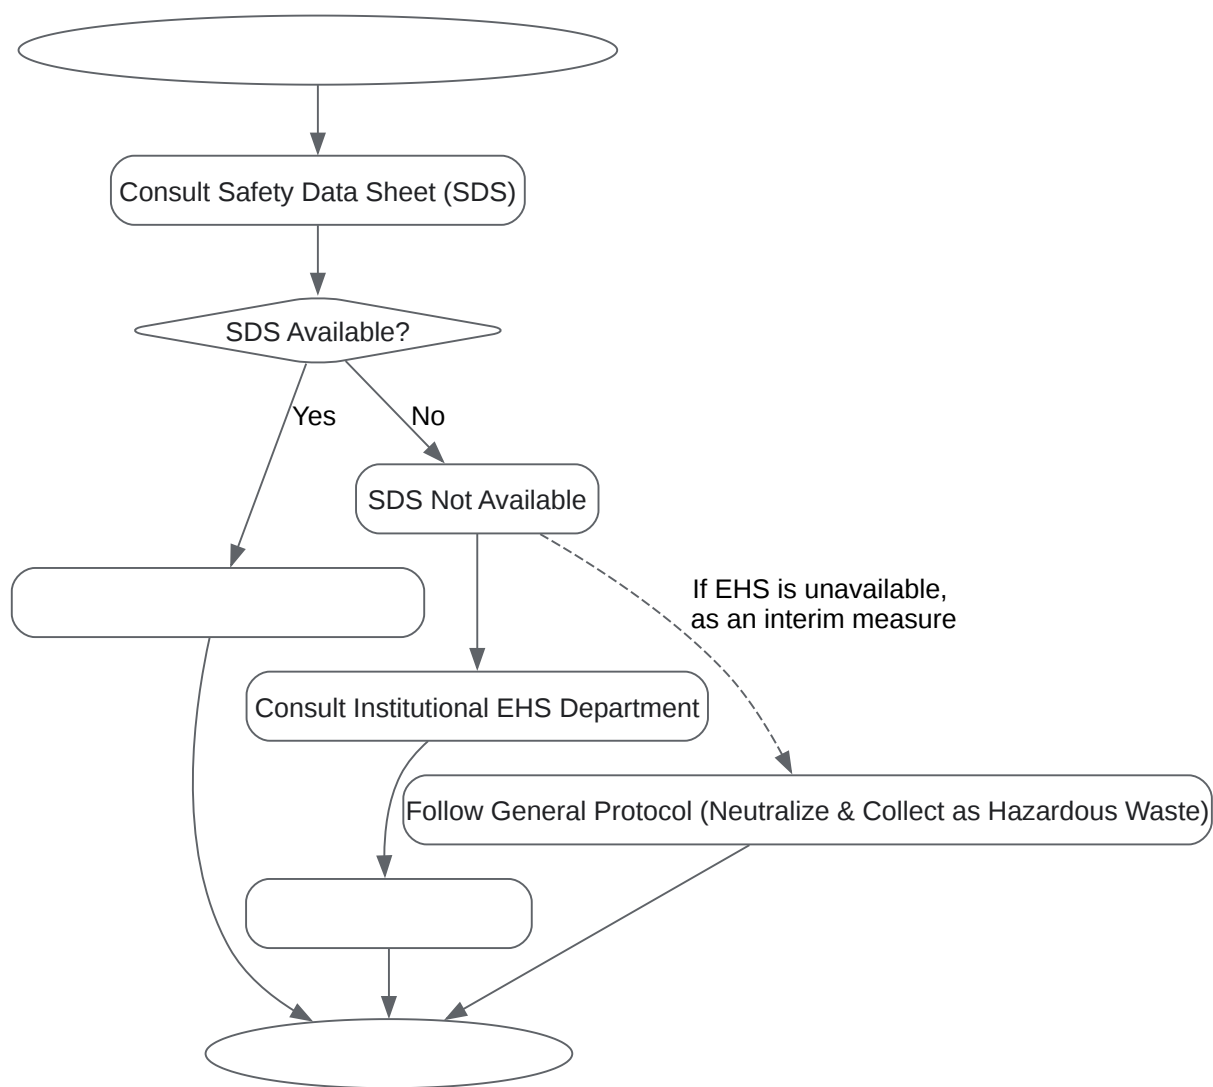 Consult Safety Data Sheet (SDS)
SDS Available?
Yes
No
SDS Not Available
If EHS is unavailable,
as an interim measure
Consult Institutional EHS Department
Follow General Protocol (Neutralize & Collect as Hazardous Waste)